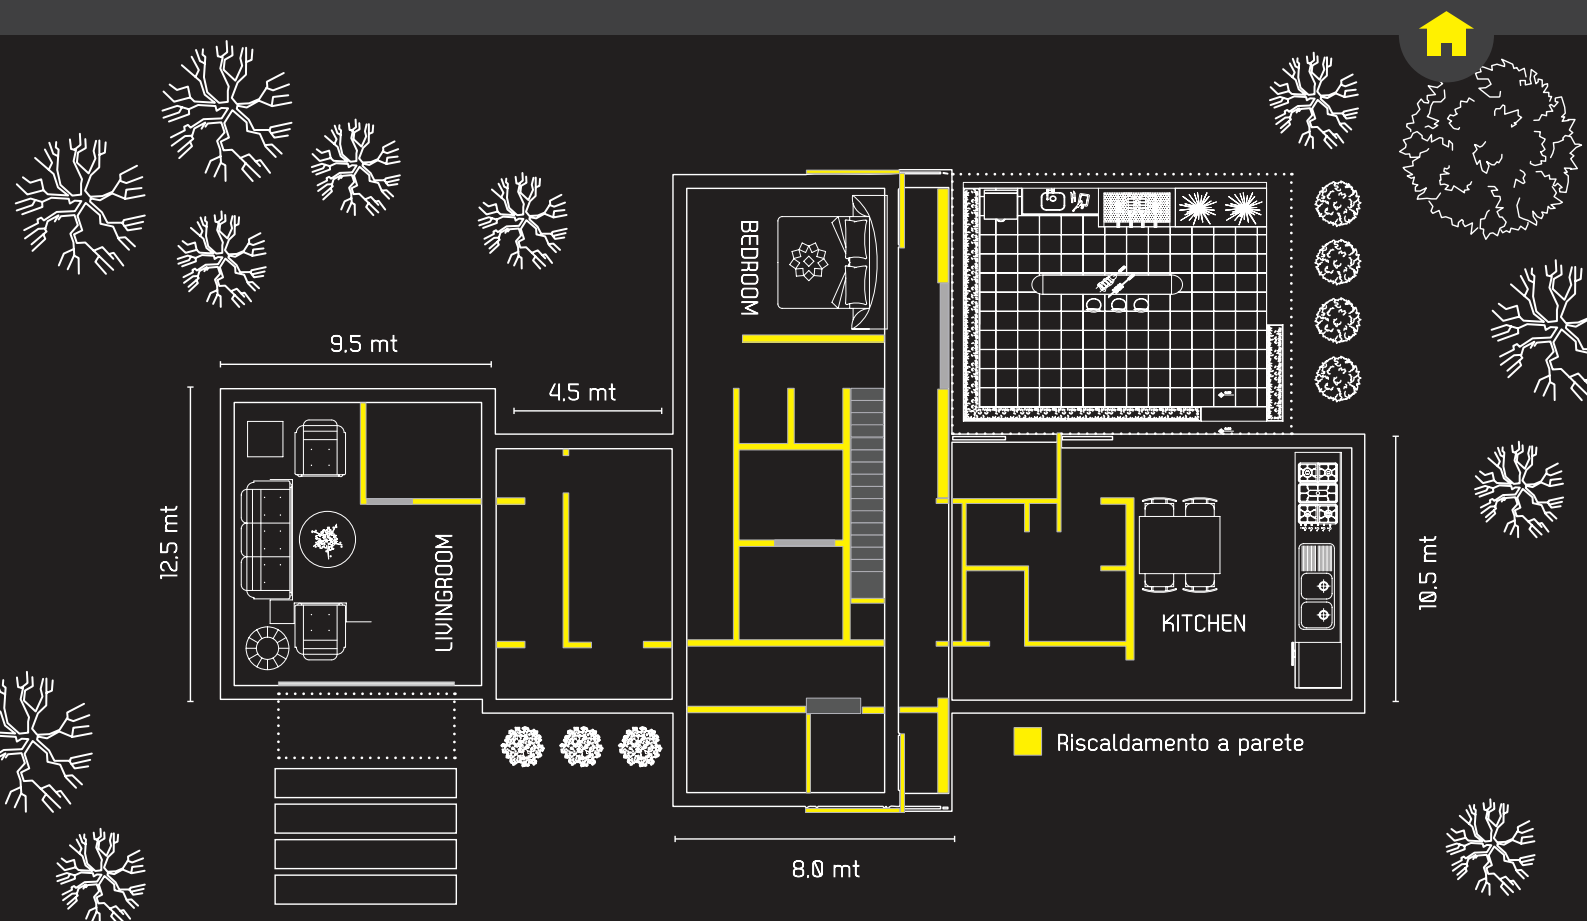 BEDROOM
9.5 mt
4.5 mt
12.5 mt
LIVINGROOM
10.5 mt
KITCHEN
Riscaldamento a parete
8.0 mt